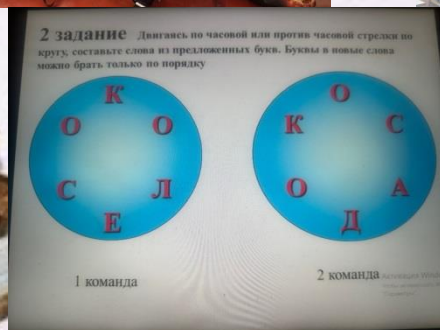 2 задание Двигаясь по часовой или против часовой стрелки по
кругу, составьте слова из предложенных букв. Буквы в новые слова
можно брать только по порядку
К
О О
С Л
Е
О
К С
О А
Д
1 команда
2 команда